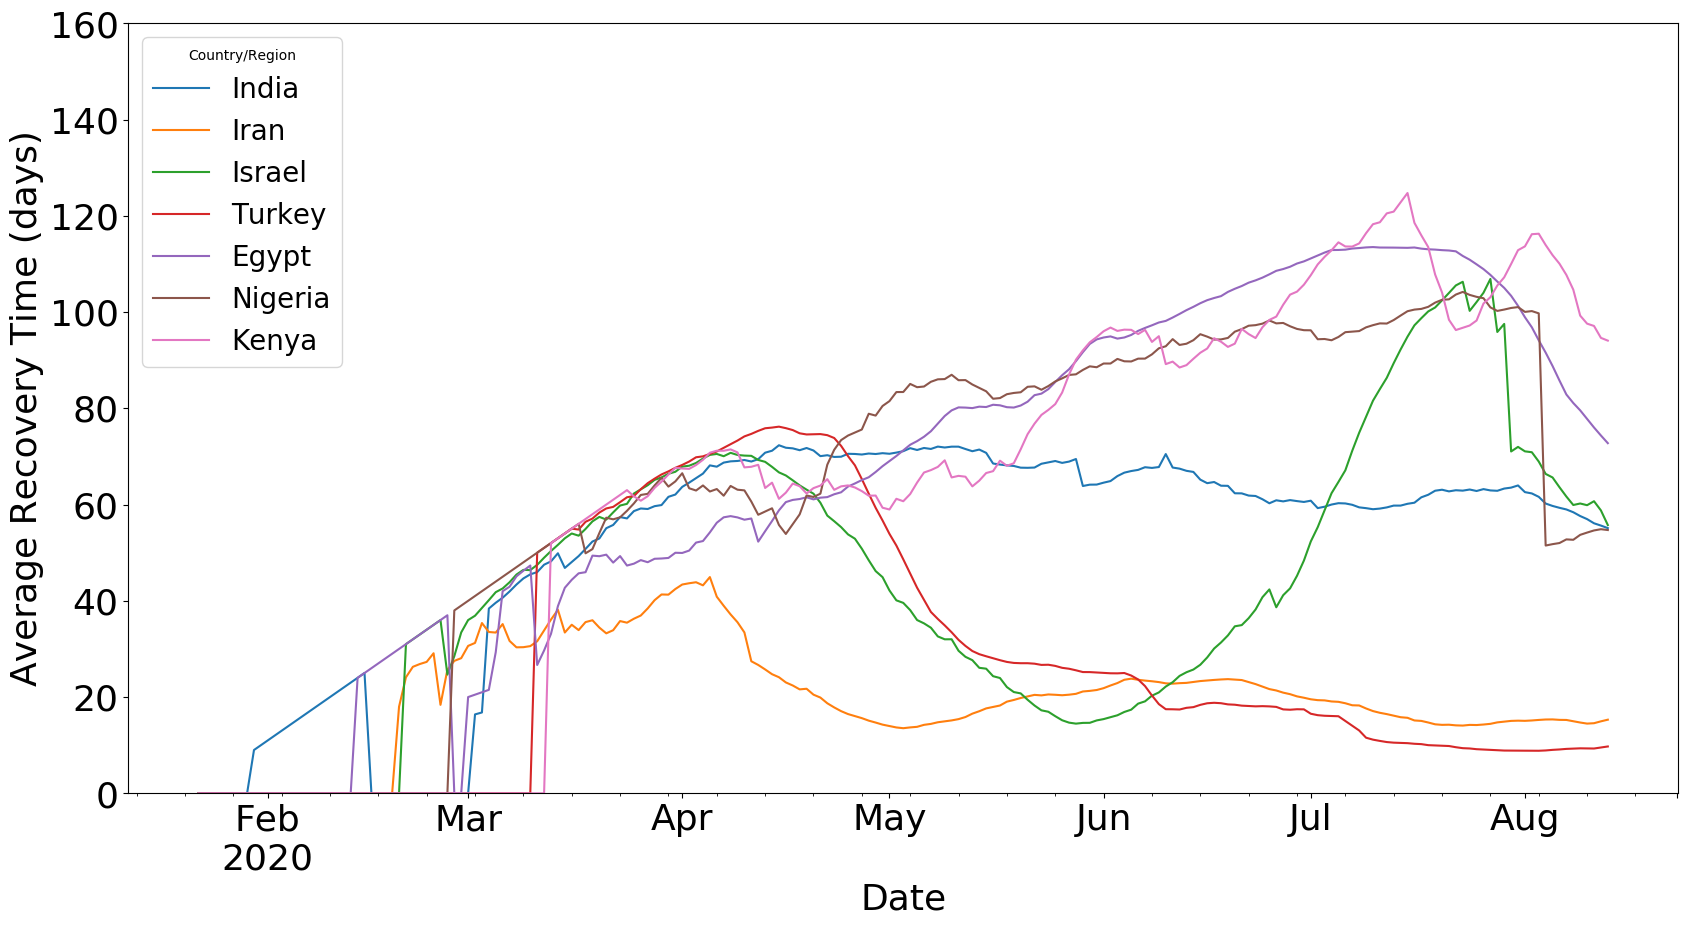 Average Recovery Time (days)
160
140
120
100
80
60
40
20
0
Country/Region
India
Iran
Israel
Turkey
Egypt
Nigeria
Kenya
Feb Mar Apr May Jun Jul Aug
2020
Date